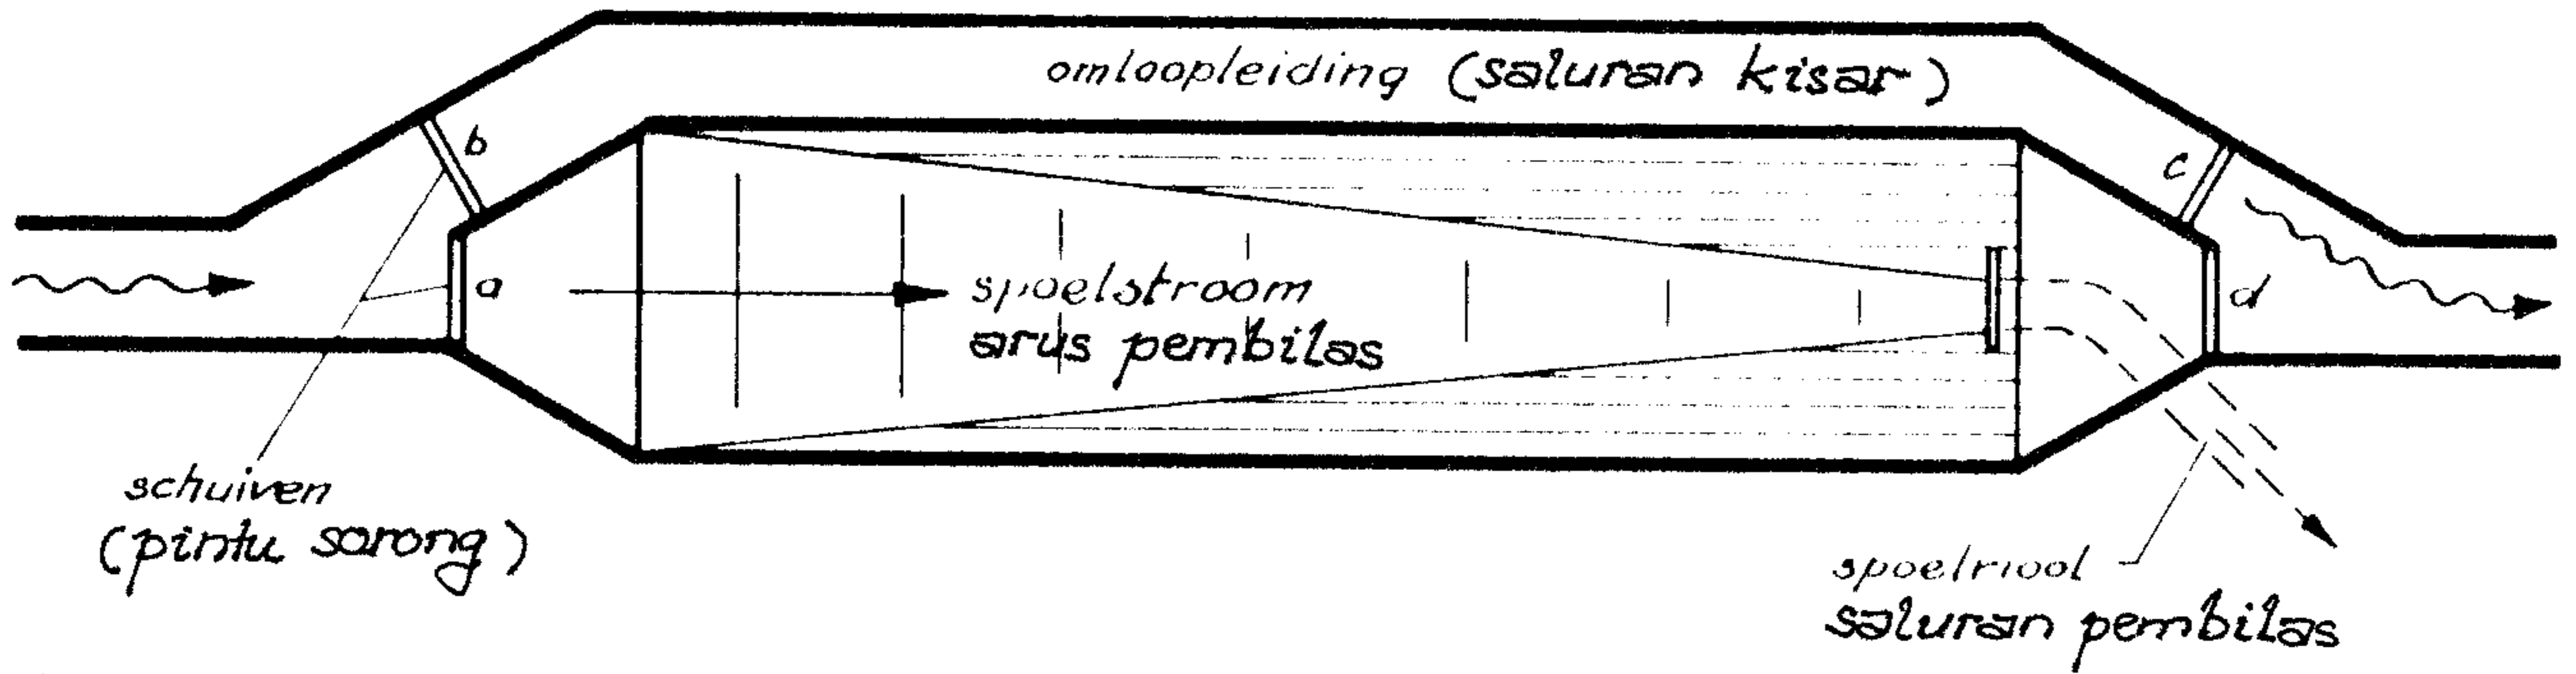 omloopleiding (saluran kisar)
b
c
a
spoelstroom
arus pembilas
d
schuiven
(pintu sorong)
spoelriool
saluran pembilas